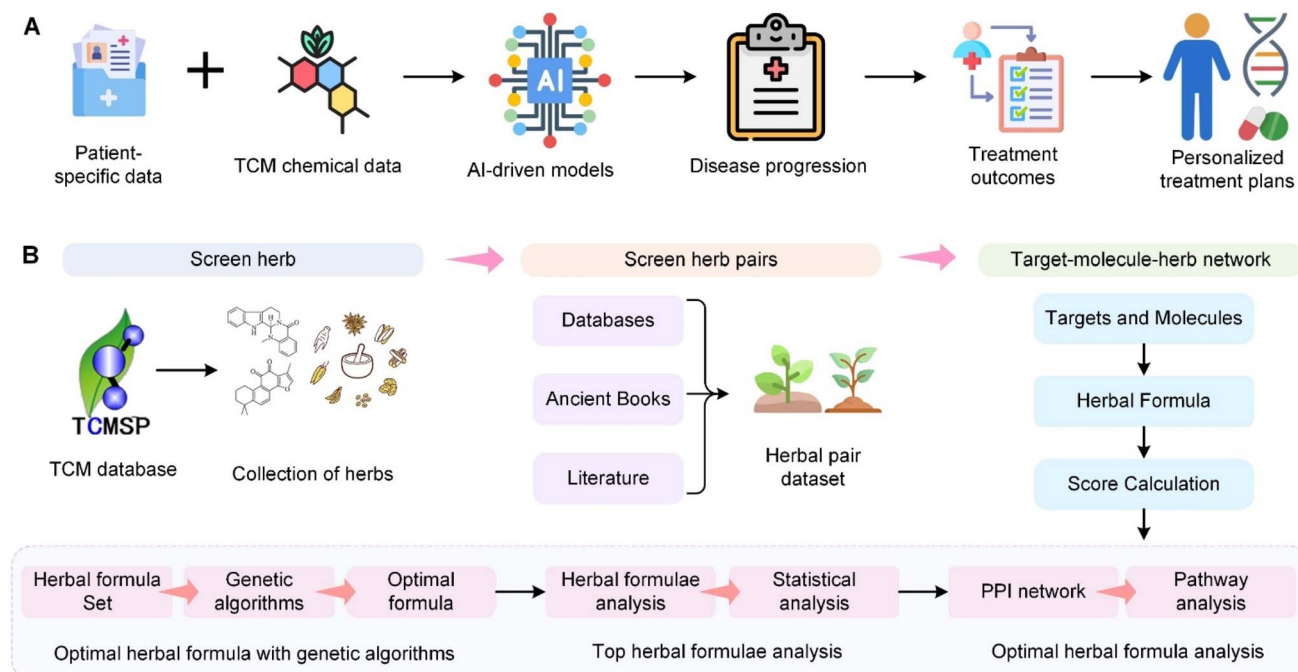 A
AI
Patient-
specific data
TCM chemical data
AI-driven models
Disease progression
Treatment
outcomes
Personalized
treatment plans
B
Screen herb
Screen herb pairs
Target-molecule-herb network
TCMSP
TCM database
Collection of herbs
Databases
Ancient Books
Literature
Herbal pair
dataset
Targets and Molecules
Herbal Formula
Score Calculation
Herbal formula
Set
Genetic
algorithms
Optimal
formula
Herbal formulae
analysis
Statistical
analysis
PPI network
Pathway
analysis
Optimal herbal formula with genetic algorithms
Top herbal formulae analysis
Optimal herbal formula analysis